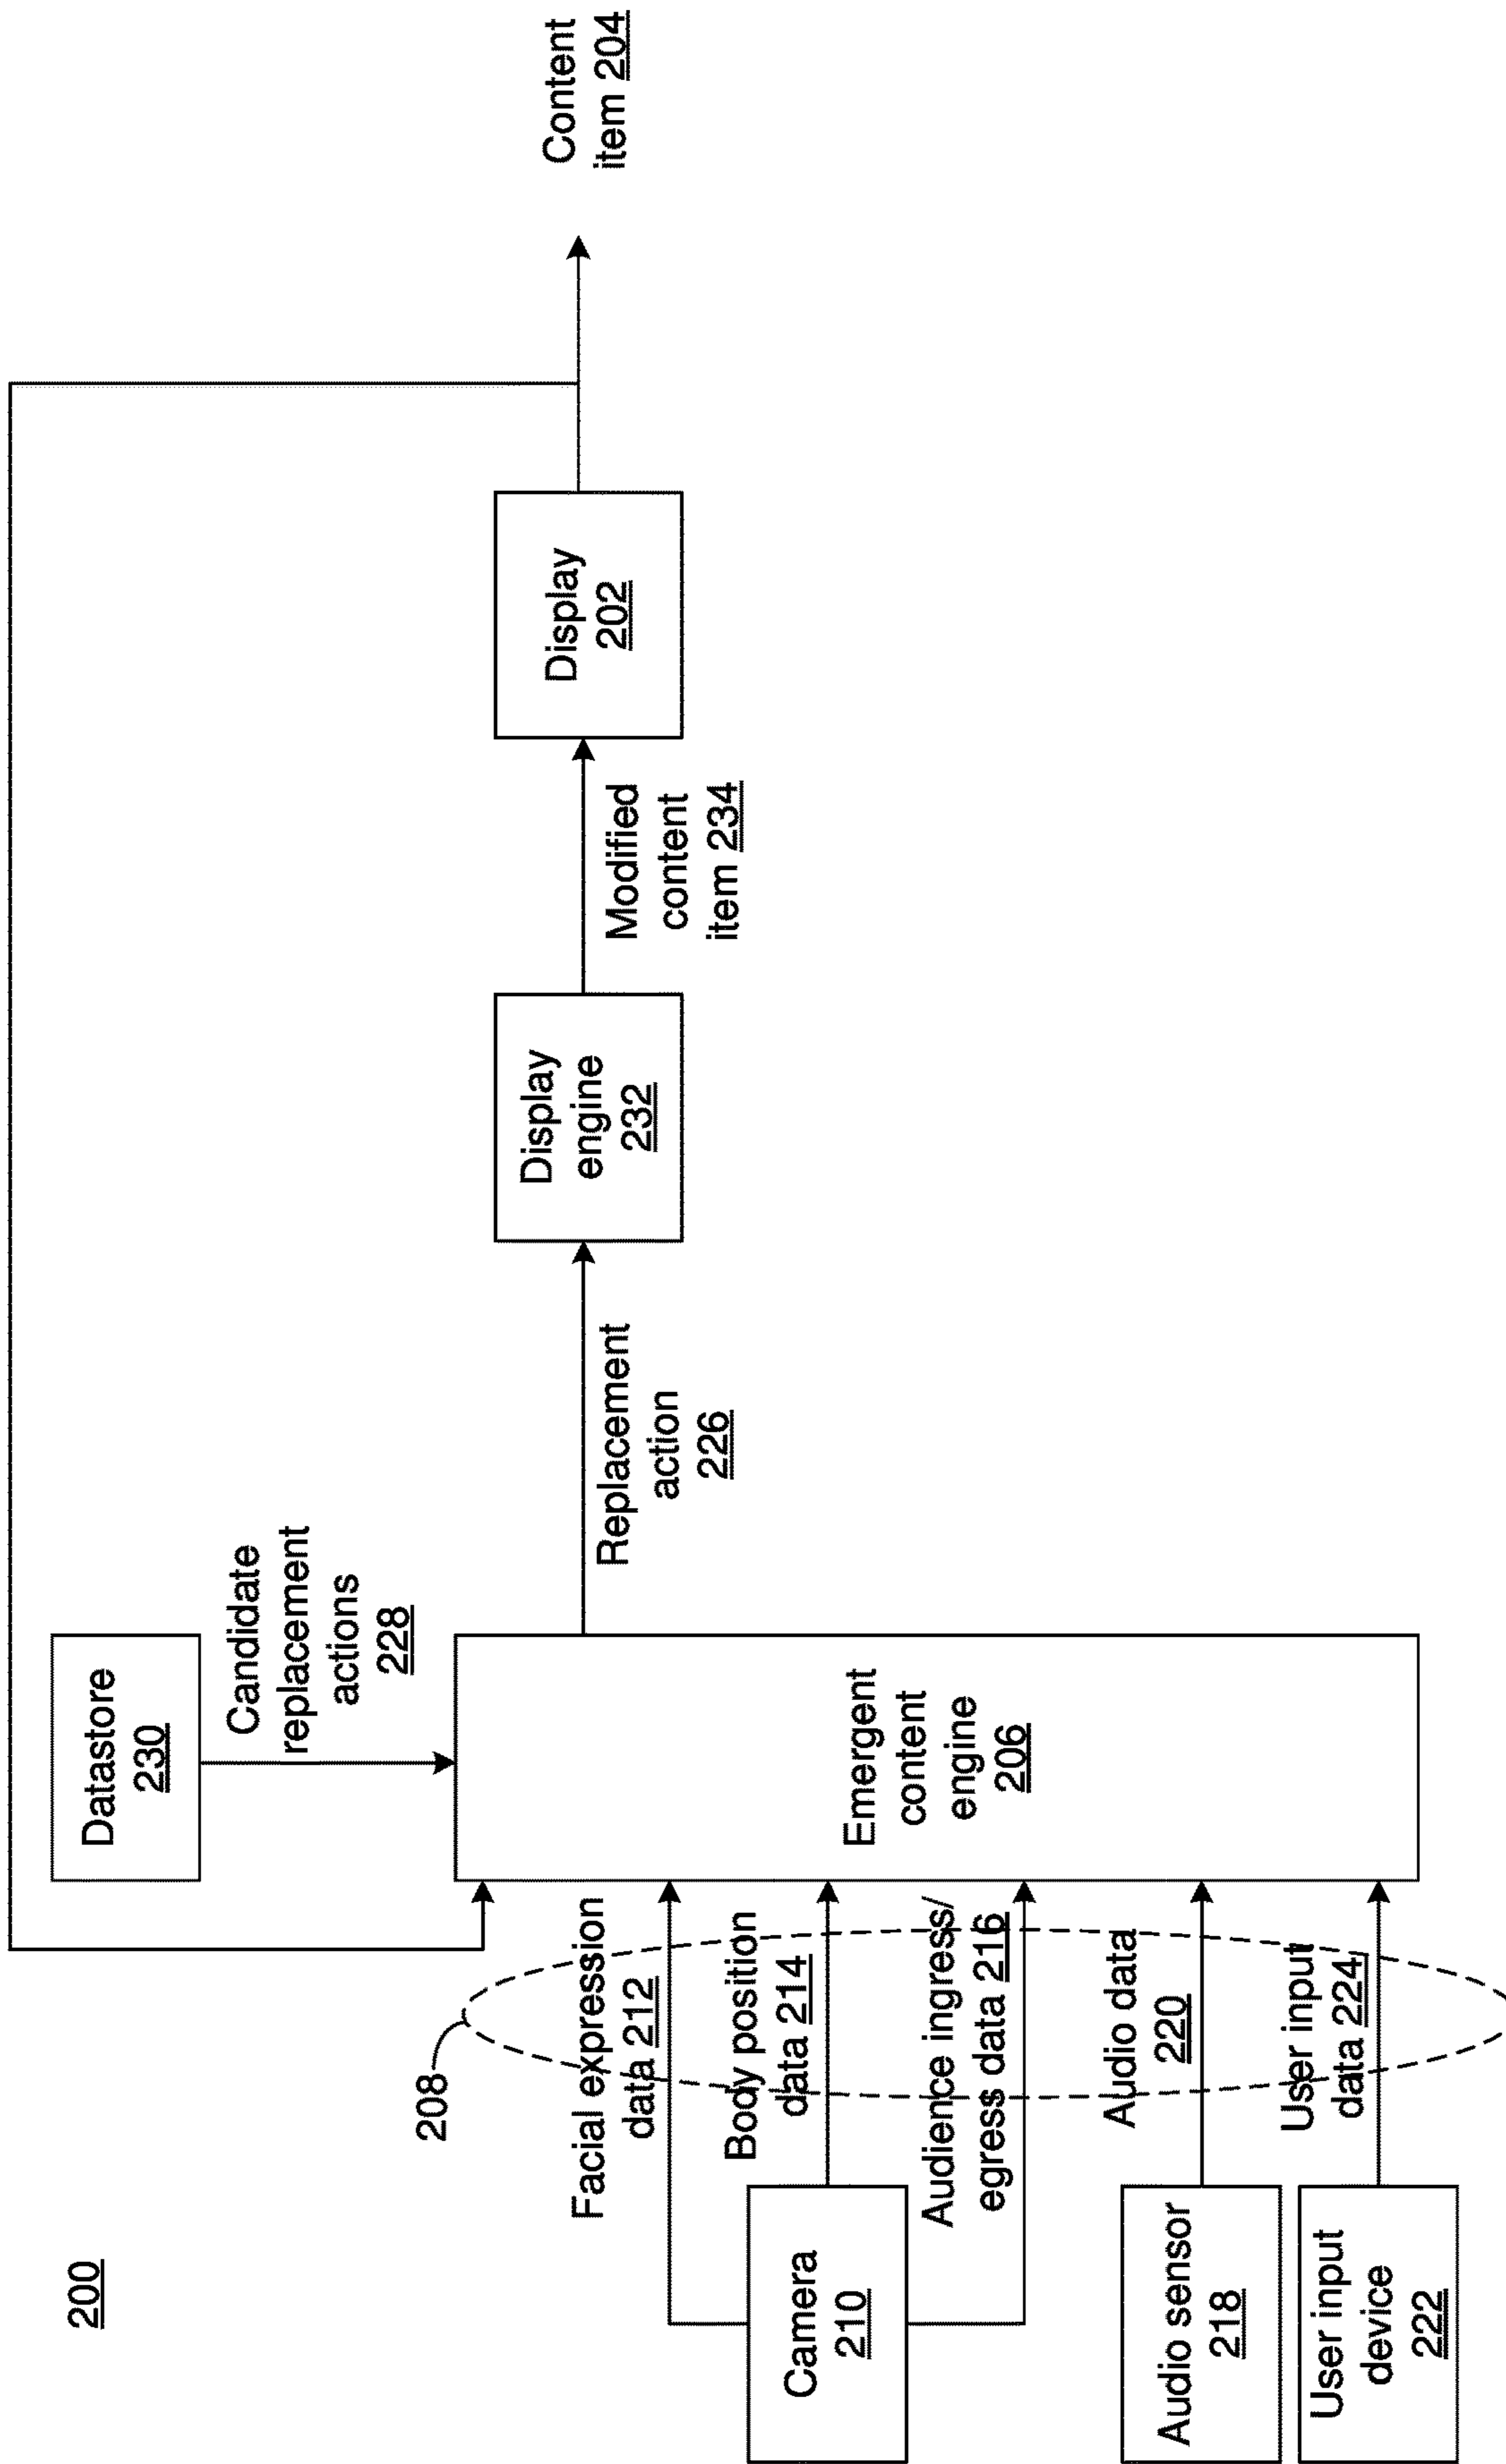 200
Datastore
230
Candidate
replacement
actions
228
208
Facial expression
data 212
Body position
data 214
Audience ingress/
egress data 216
Audio data
220
User input
data 224
Camera
210
Audio sensor
218
User input
device
222
Emergent
content
engine
206
Replacement
action
226
Display
engine
232
Modified
content
item 234
Display
202
Content
item 204